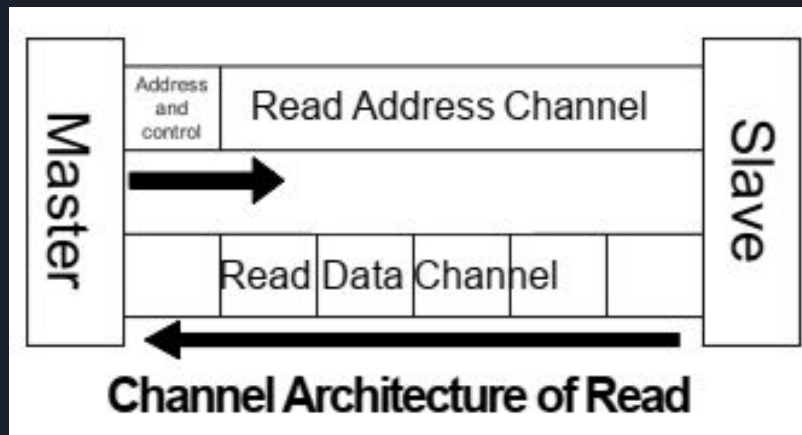 Master
Address
and
control
Read Address Channel
Slave
Read Data Channel
Channel Architecture of Read